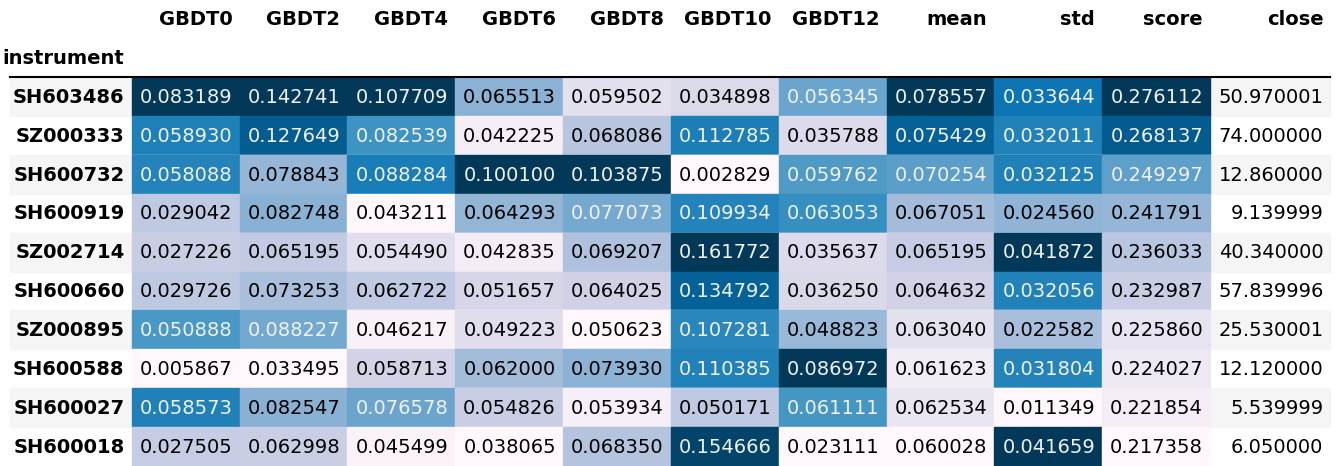 GBDT0 GBDT2 GBDT4 GBDT6 GBDT8 GBDT10 GBDT12 mean std score close
instrument
SH603486 0.083189 0.142741 0.107709 0.065513 0.059502 0.034898 0.056345 0.078557 0.033644 0.276112 50.970001
SZ000333 0.058930 0.127649 0.082539 0.042225 0.068086 0.112785 0.035788 0.075429 0.032011 0.268137 74.000000
SH600732 0.058088 0.078843 0.088284 0.100100 0.103875 0.002829 0.059762 0.070254 0.032125 0.249297 12.860000
SH600919 0.029042 0.082748 0.043211 0.064293 0.077073 0.109934 0.063053 0.067051 0.024560 0.241791 9.139999
SZ002714 0.027226 0.065195 0.054490 0.042835 0.069207 0.161772 0.035637 0.065195 0.041872 0.236033 40.340000
SH600660 0.029726 0.073253 0.062722 0.051657 0.064025 0.134792 0.036250 0.064632 0.032056 0.232987 57.839996
SZ000895 0.050888 0.088227 0.046217 0.049223 0.050623 0.107281 0.048823 0.063040 0.022582 0.225860 25.530001
SH600588 0.005867 0.033495 0.058713 0.062000 0.073930 0.110385 0.086972 0.061623 0.031804 0.224027 12.120000
SH600027 0.058573 0.082547 0.076578 0.054826 0.053934 0.050171 0.061111 0.062534 0.011349 0.221854 5.539999
SH600018 0.027505 0.062998 0.045499 0.038065 0.068350 0.154666 0.023111 0.060028 0.041659 0.217358 6.050000